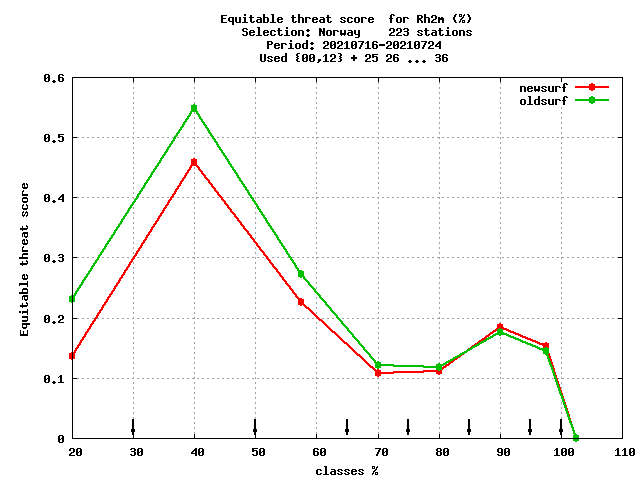 Equitable threat score  for Rh2m (%)
Selection: Norway    223 stations
Period: 20210716-20210724
Used {00,12} + 25 26 ... 36
newsurf
oldsurf
Equitable threat score
0.6
0.5
0.4
0.3
0.2
0.1
0
20 30 40 50 60 70 80 90 100 110
classes %